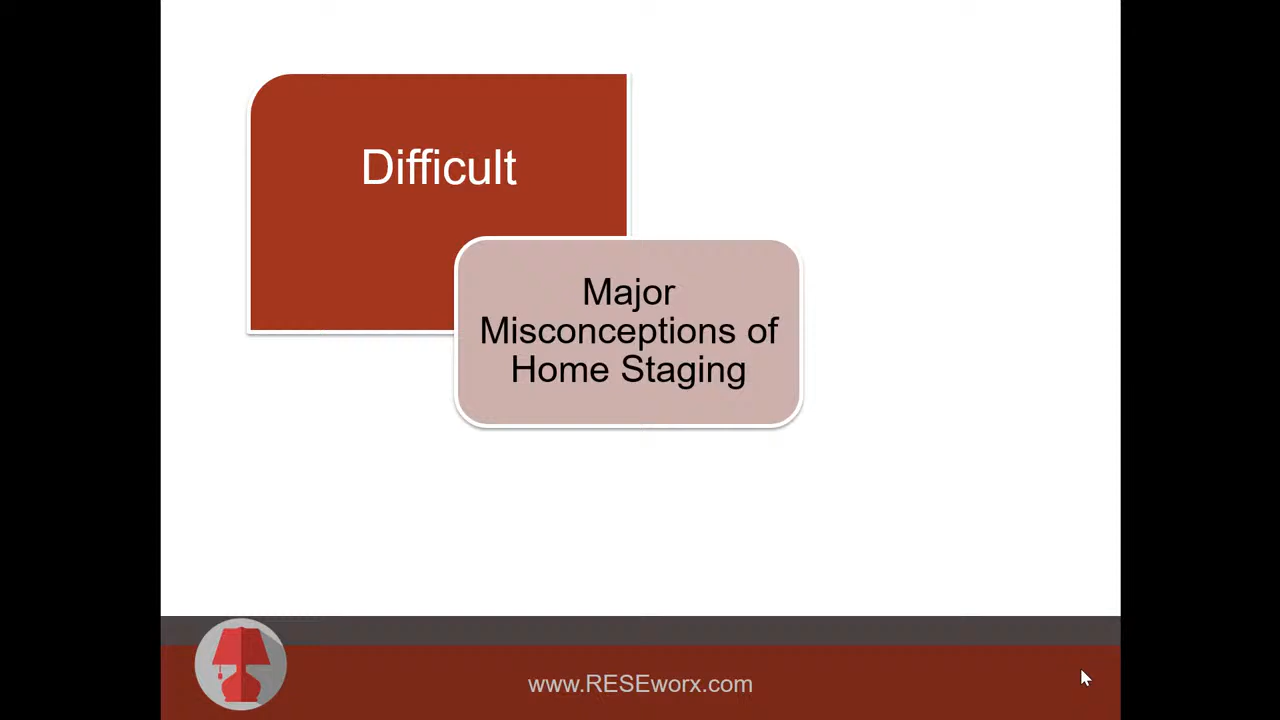 Difficult
Major
Misconceptions of
Home Staging
www.RESEworx.com